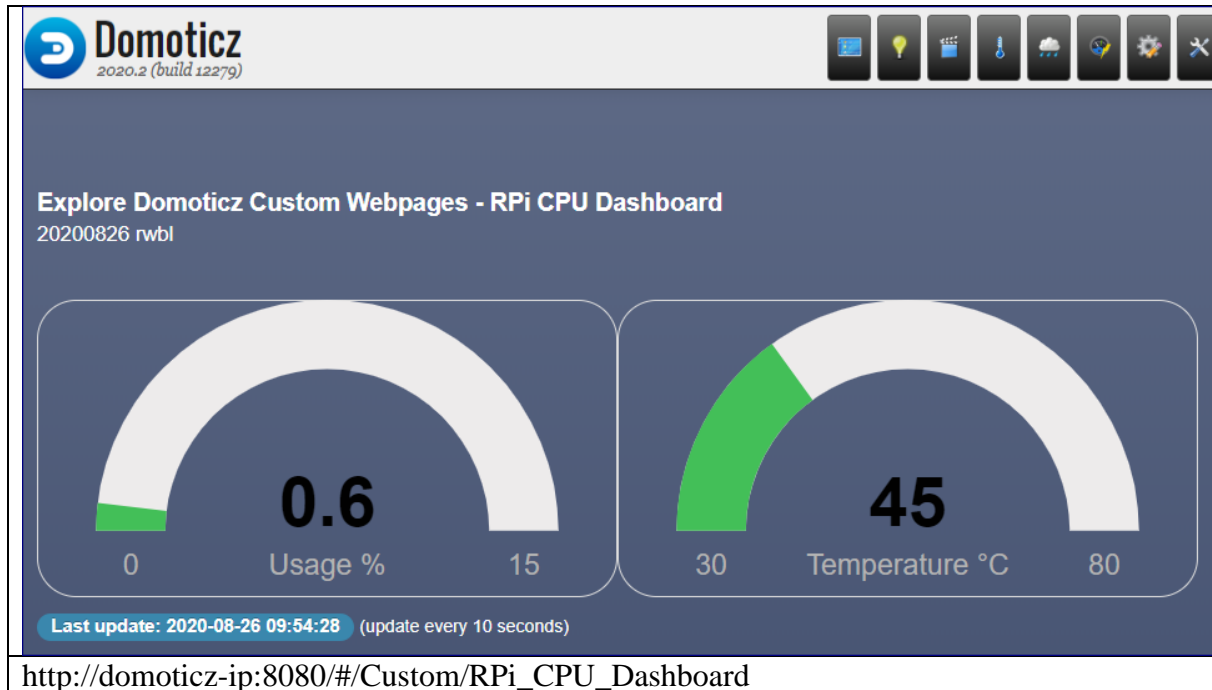 Domoticz
2020.2 (build 12279)
Explore Domoticz Custom Webpages - RPi CPU Dashboard
20200826 rwbl
0.6
0 Usage % 15
45
30 Temperature °C 80
Last update: 2020-08-26 09:54:28 (update every 10 seconds)
http://domoticz-ip:8080/#/Custom/RPi_CPU_Dashboard